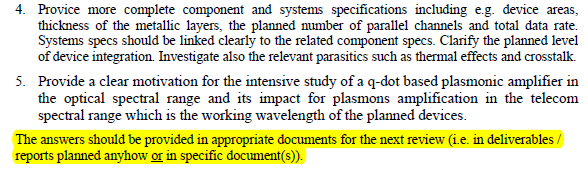 4. Provice more complete component and systems specifications including e.g. device areas,
thickness of the metallic layers, the planned number of parallel channels and total data rate.
Systems specs should be linked clearly to the related component specs. Clarify the planned level
of device integration. Investigate also the relevant parasitics such as thermal effects and crosstalk.
5. Provide a clear motivation for the intensive study of a q-dot based plasmonic amplifier in
the optical spectral range and its impact for plasmons amplification in the telecom
spectral range which is the working wavelength of the planned devices.
The answers should be provided in appropriate documents for the next review (i.e. in deliverables /
reports planned anyhow or in specific document(s)).